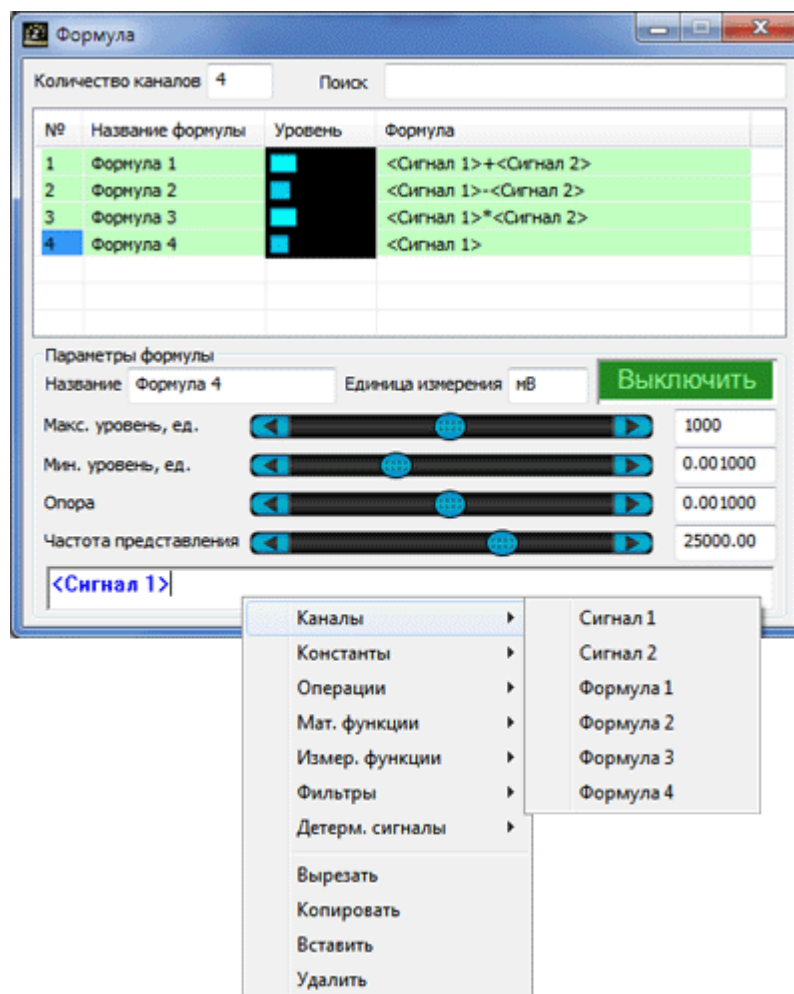 Формула
Количество каналов 4 Поиск
№ Название формулы Уровень Формула
1 Формула 1 <Сигнал 1>+<Сигнал 2>
2 Формула 2 <Сигнал 1>-<Сигнал 2>
3 Формула 3 <Сигнал 1>*<Сигнал 2>
4 Формула 4 <Сигнал 1>
Параметры формулы
Название Формула 4 Единица измерения мВ Выключить
Макс. уровень, ед. 1000
Мин. уровень, ед. 0.001000
Опора 0.001000
Частота представления 25000.00
<Сигнал 1>
Каналы Сигнал 1
Константы Сигнал 2
Операции Формула 1
Мат. функции Формула 2
Измер. функции Формула 3
Фильтры Формула 4
Детерм. сигналы
Вырезать
Копировать
Вставить
Удалить